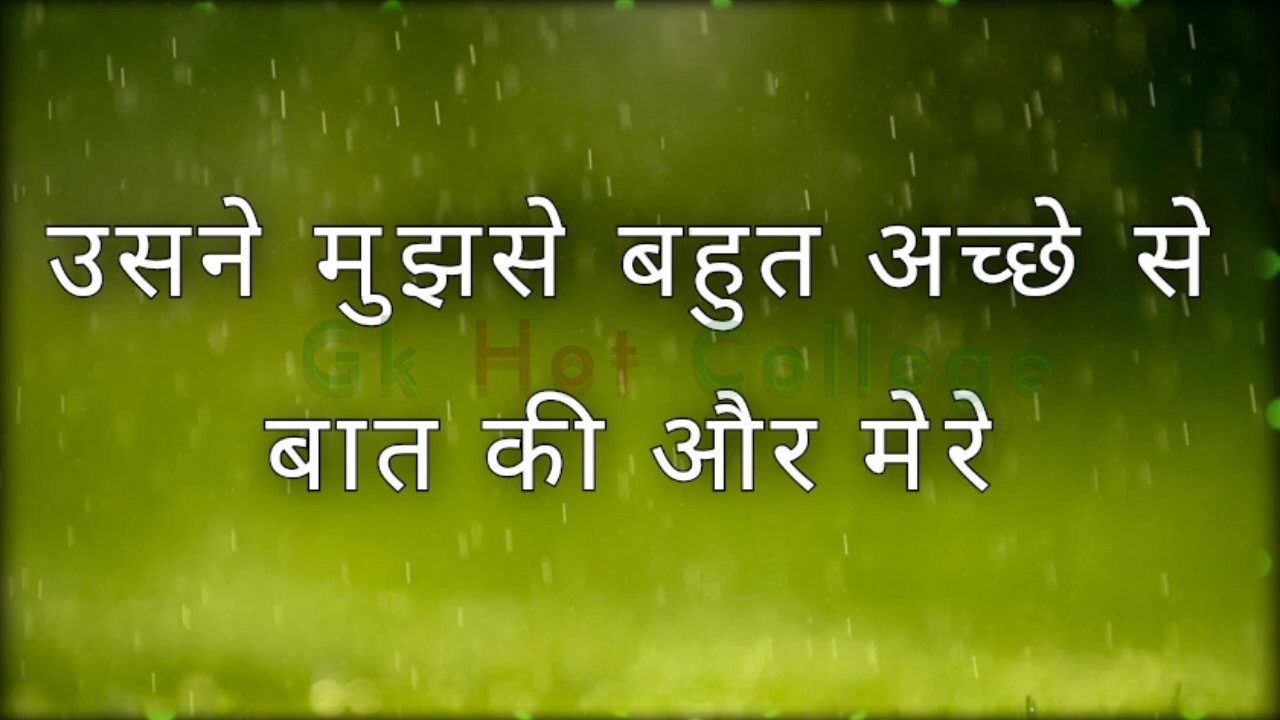 उसने मुझसे बहुत अच्छे से
Gk Hot College
बात की और मेरे